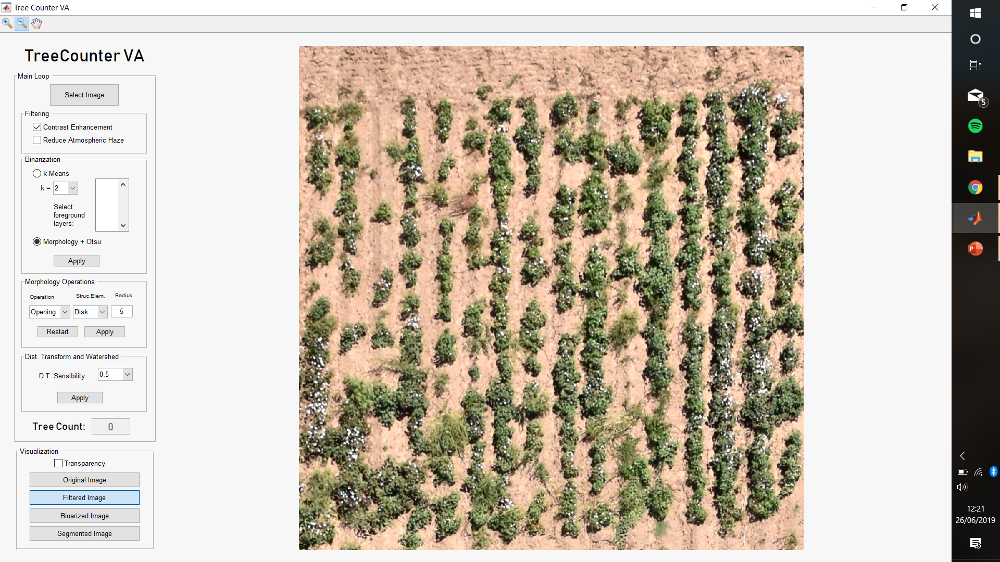 Tree Counter VA
TreeCounter VA
Main Loop
Select Image
Filtering
Contrast Enhancement
Reduce Atmospheric Haze
Binarization
k-Means
k = 2
Select
foreground
layers:
Morphology + Otsu
Apply
Morphology Operations
Operation Struc.Elem. Radius
Opening Disk 5
Restart Apply
Dist. Transform and Watershed
D.T. Sensibility 0.5
Apply
Tree Count: 0
Visualization
Transparency
Original Image
Filtered Image
Binarized Image
Segmented Image
5
P
12:21
26/06/2019